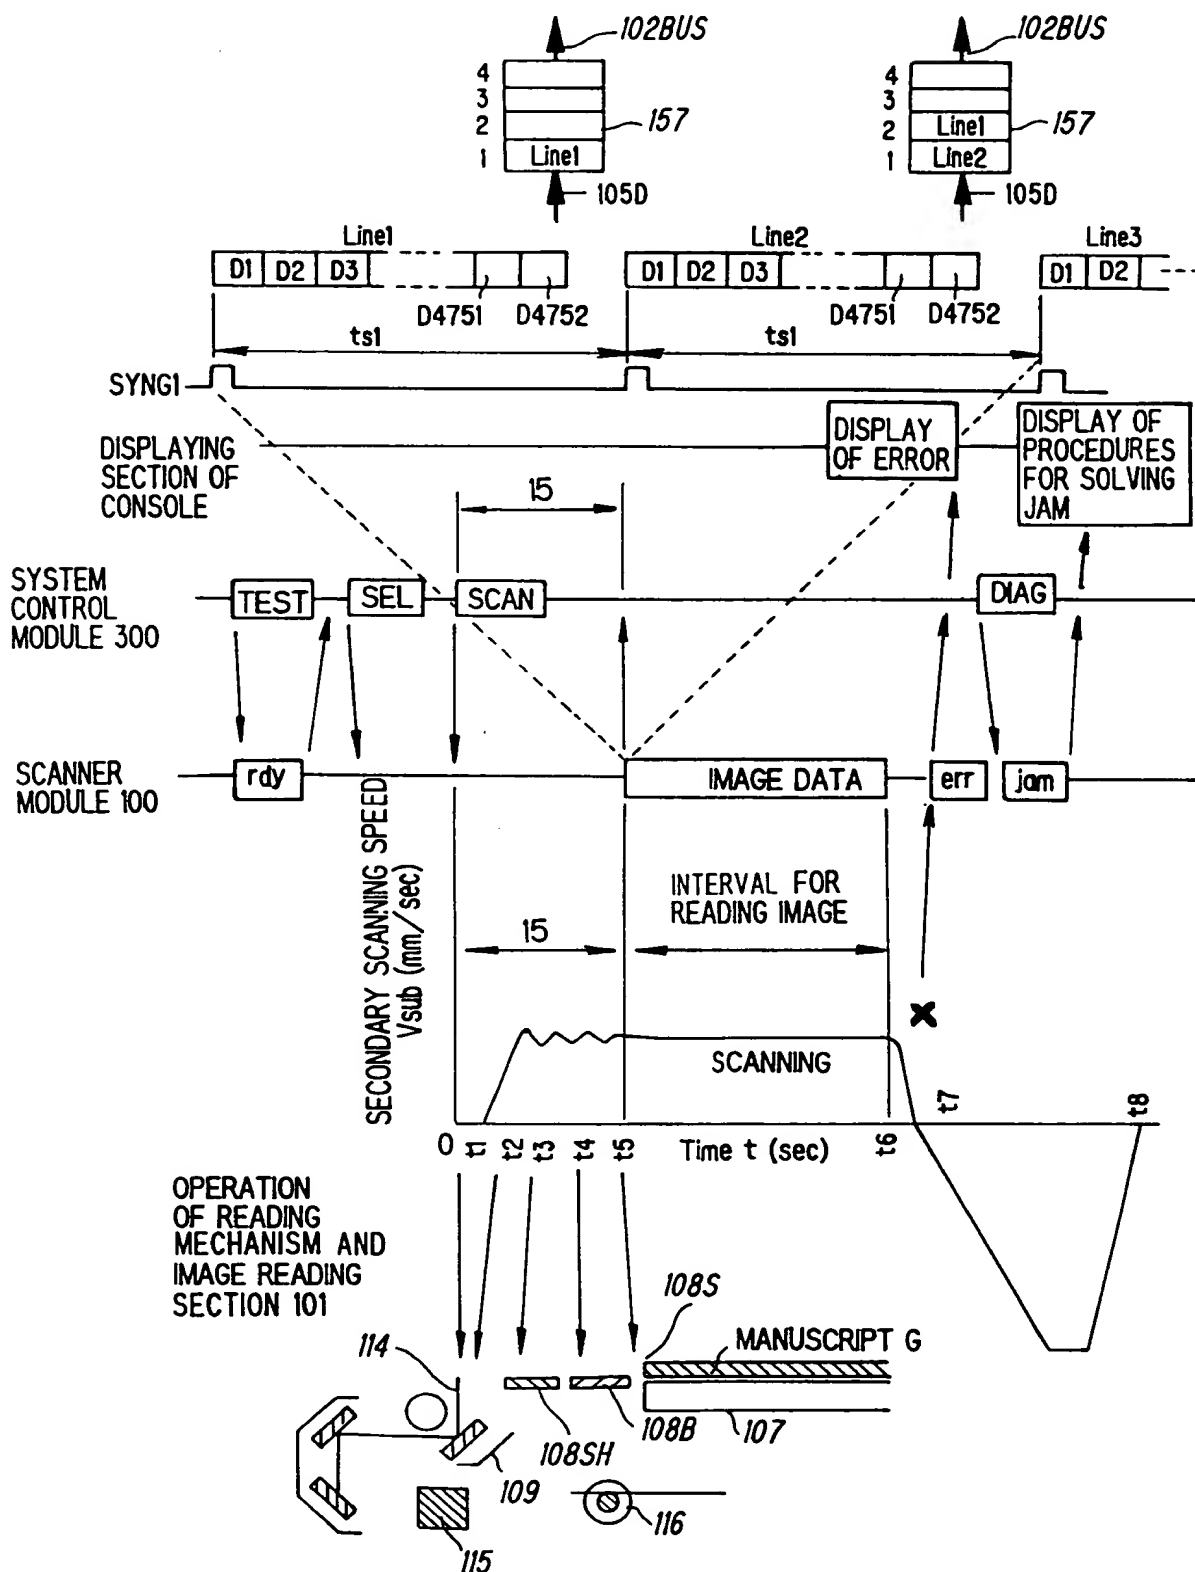 102BUS
102BUS
4
3
2
1
Line1
157
4
3
2
1
Line1
Line2
157
105D
105D
Line1
Line2
Line3
D1 D2 D3
D1 D2 D3
D1 D2
D4751 D4752
D4751 D4752
ts1
ts1
SYNG1
DISPLAYING
SECTION OF
CONSOLE
DISPLAY
OF ERROR
DISPLAY OF
PROCEDURES
FOR SOLVING
JAM
15
SYSTEM
CONTROL
MODULE 300
TEST
SEL
SCAN
DIAG
SCANNER
MODULE 100
rdy
IMAGE DATA
err
jam
SECONDARY SCANNING SPEED
Vsub (mm/sec)
INTERVAL FOR
READING IMAGE
15
SCANNING
0
t1
t2
t3
t4
t5
Time t (sec)
t6
t7
t8
OPERATION
OF READING
MECHANISM AND
IMAGE READING
SECTION 101
108S
MANUSCRIPT G
114
108SH
108B
107
109
115
116